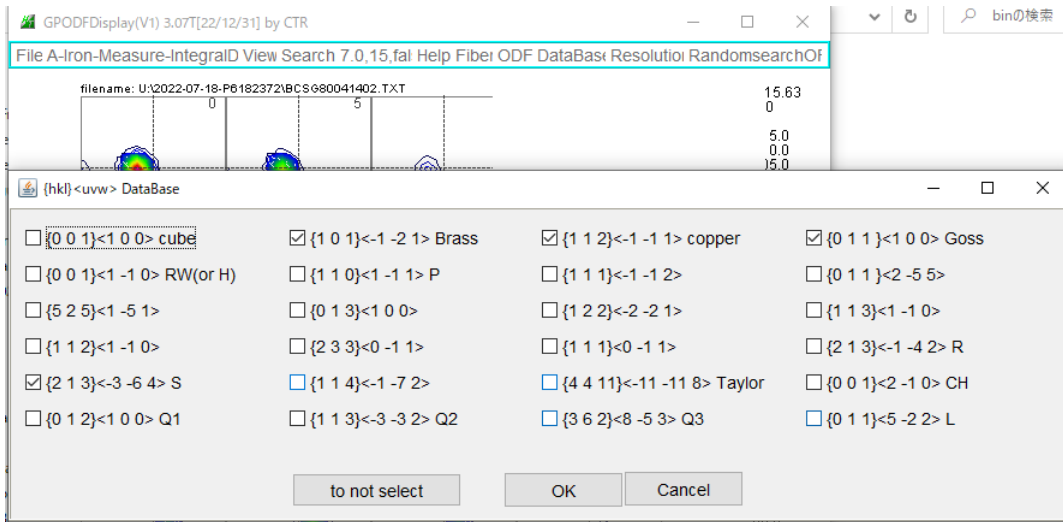 GPODFDisplay(V1) 3.07T[22/12/31] by CTR
binの検索
File A-Iron-Measure-IntegralD View Search 7.0,15,fal Help Fiber ODF DataBase Resolution RandomsearchOF
filename: U:\2022-07-18-P6182372\BCSG80041402.TXT
15.63
0 5 0
5.0
0.0
)5.0
{hkl}<uvw> DataBase
{0 0 1}<1 0 0> cube {1 0 1}<-1 -2 1> Brass {1 1 2}<-1 -1 1> copper {0 1 1 }<1 0 0> Goss
{0 0 1}<1 -1 0> RW(or H) {1 1 0}<1 -1 1> P {1 1 1}<-1 -1 2> {0 1 1 }<2 -5 5>
{5 2 5}<1 -5 1> {0 1 3}<1 0 0> {1 2 2}<-2 -2 1> {1 1 3}<1 -1 0>
{1 1 2}<1 -1 0> {2 3 3}<0 -1 1> {1 1 1}<0 -1 1> {2 1 3}<-1 -4 2> R
{2 1 3}<-3 -6 4> S {1 1 4}<-1 -7 2> {4 4 11}<-11 -11 8> Taylor {0 0 1}<2 -1 0> CH
{0 1 2}<1 0 0> Q1 {1 1 3}<-3 -3 2> Q2 {3 6 2}<8 -5 3> Q3 {0 1 1}<5 -2 2> L
to not select OK Cancel